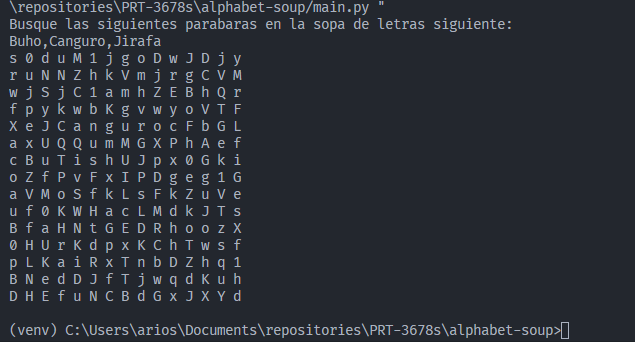 \repositories\PRT-3678s\alphabet-soup/main.py "
Busque las siguientes parabaras en la sopa de letras siguiente:
Buho,Canguro,Jirafa
s 0 d u M 1 j g o D w J D j y
r u N N Z h k V m j r g C V M
w j S j C 1 a m h Z E B h Q r
f p y k w b K g v w y o V T F
X e J C a n g u r o c F b G L
a x U Q Q u m M G X P h A e f
c B u T i s h U J p x 0 G k i
o Z f P v F x I P D g e g 1 G
a V M o S f k L s F k Z u V e
u f 0 K W H a c L M d k J T s
B f a H N t G E D R h o o z X
0 H U r K d p x K C h T w s f
p L K a i R x T n b D Z h q 1
B N e d D J f T j w q d K u h
D H E f u N C B d G x J X Y d
(venv) C:\Users\arios\Documents\repositories\PRT-3678s\alphabet-soup>